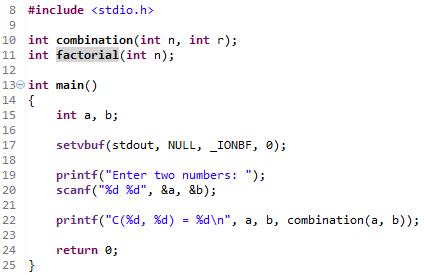 8 #include <stdio.h>
9
10 int combination(int n, int r);
11 int factorial(int n);
12
13 int main()
14 {
15     int a, b;
16
17     setvbuf(stdout, NULL, _IONBF, 0);
18
19     printf("Enter two numbers: ");
20     scanf("%d %d", &a, &b);
21
22     printf("C(%d, %d) = %d\n", a, b, combination(a, b));
23
24     return 0;
25 }